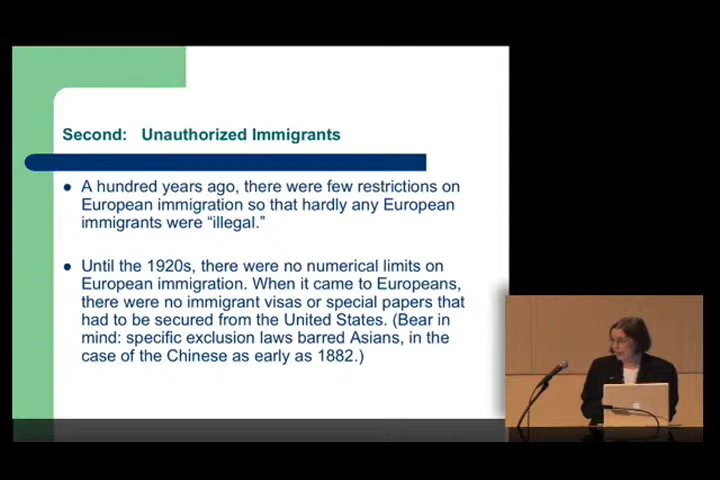 Second: Unauthorized Immigrants
● A hundred years ago, there were few restrictions on
European immigration so that hardly any European
immigrants were “illegal.”
● Until the 1920s, there were no numerical limits on
European immigration. When it came to Europeans,
there were no immigrant visas or special papers that
had to be secured from the United States. (Bear in
mind: specific exclusion laws barred Asians, in the
case of the Chinese as early as 1882.)